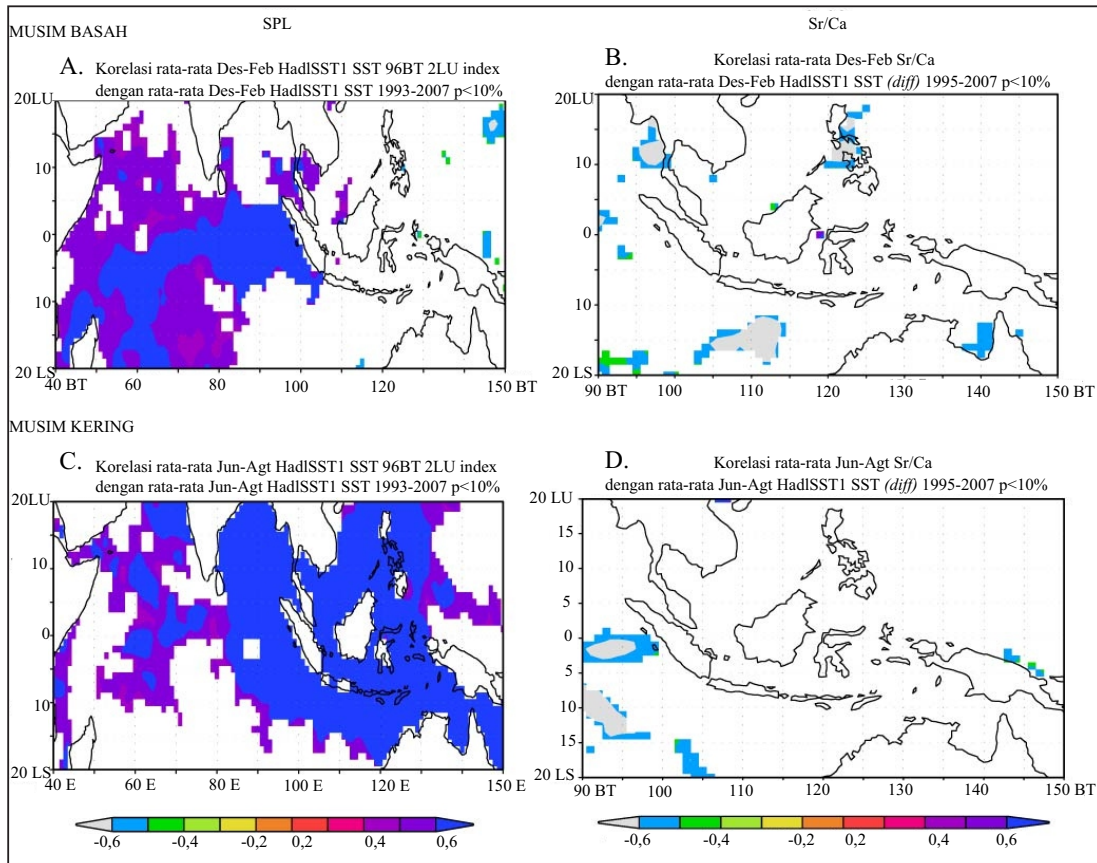 SPL
Sr/Ca
MUSIM BASAH
A. Korelasi rata-rata Des-Feb HadlSST1 SST 96BT 2LU index
dengan rata-rata Des-Feb HadlSST1 SST 1993-2007 p<10%
20LU
10
0
10
20 LS
40 BT 60 80 100 120 150 BT
B. Korelasi rata-rata Des-Feb Sr/Ca
dengan rata-rata Des-Feb HadlSST1 SST (diff) 1995-2007 p<10%
20LU
10
0
10
20 LS
90 BT 100 110 120 130 140 150 BT
MUSIM KERING
C. Korelasi rata-rata Jun-Agt HadlSST1 SST 96BT 2LU index
dengan rata-rata Jun-Agt HadlSST1 SST 1993-2007 p<10%
20LU
10
0
10
20 LS
40 E 60 E 80 E 100 E 120 E 150 E
-0,6 -0,4 -0,2 0,2 0,4 0,6
D. Korelasi rata-rata Jun-Agt Sr/Ca
dengan rata-rata Jun-Agt HadlSST1 SST (diff) 1995-2007 p<10%
20 LU
15
10
5
0
5
10
15
20 LS
90 BT 100 110 120 130 140 150 BT
-0,6 -0,4 -0,2 0,2 0,4 0,6